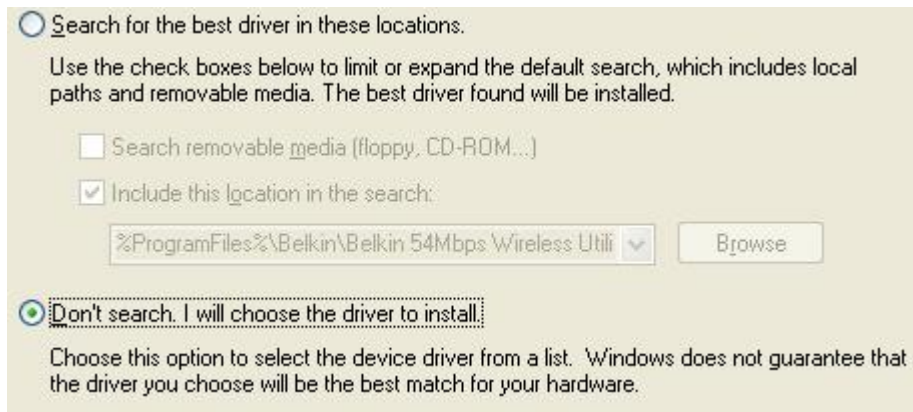 Search for the best driver in these locations.
Use the check boxes below to limit or expand the default search, which includes local
paths and removable media. The best driver found will be installed.
Search removable media (floppy, CD-ROM...)
Include this location in the search:
%ProgramFiles%\Belkin\Belkin 54Mbps Wireless Utili
Browse
Don't search. I will choose the driver to install.
Choose this option to select the device driver from a list.  Windows does not guarantee that
the driver you choose will be the best match for your hardware.